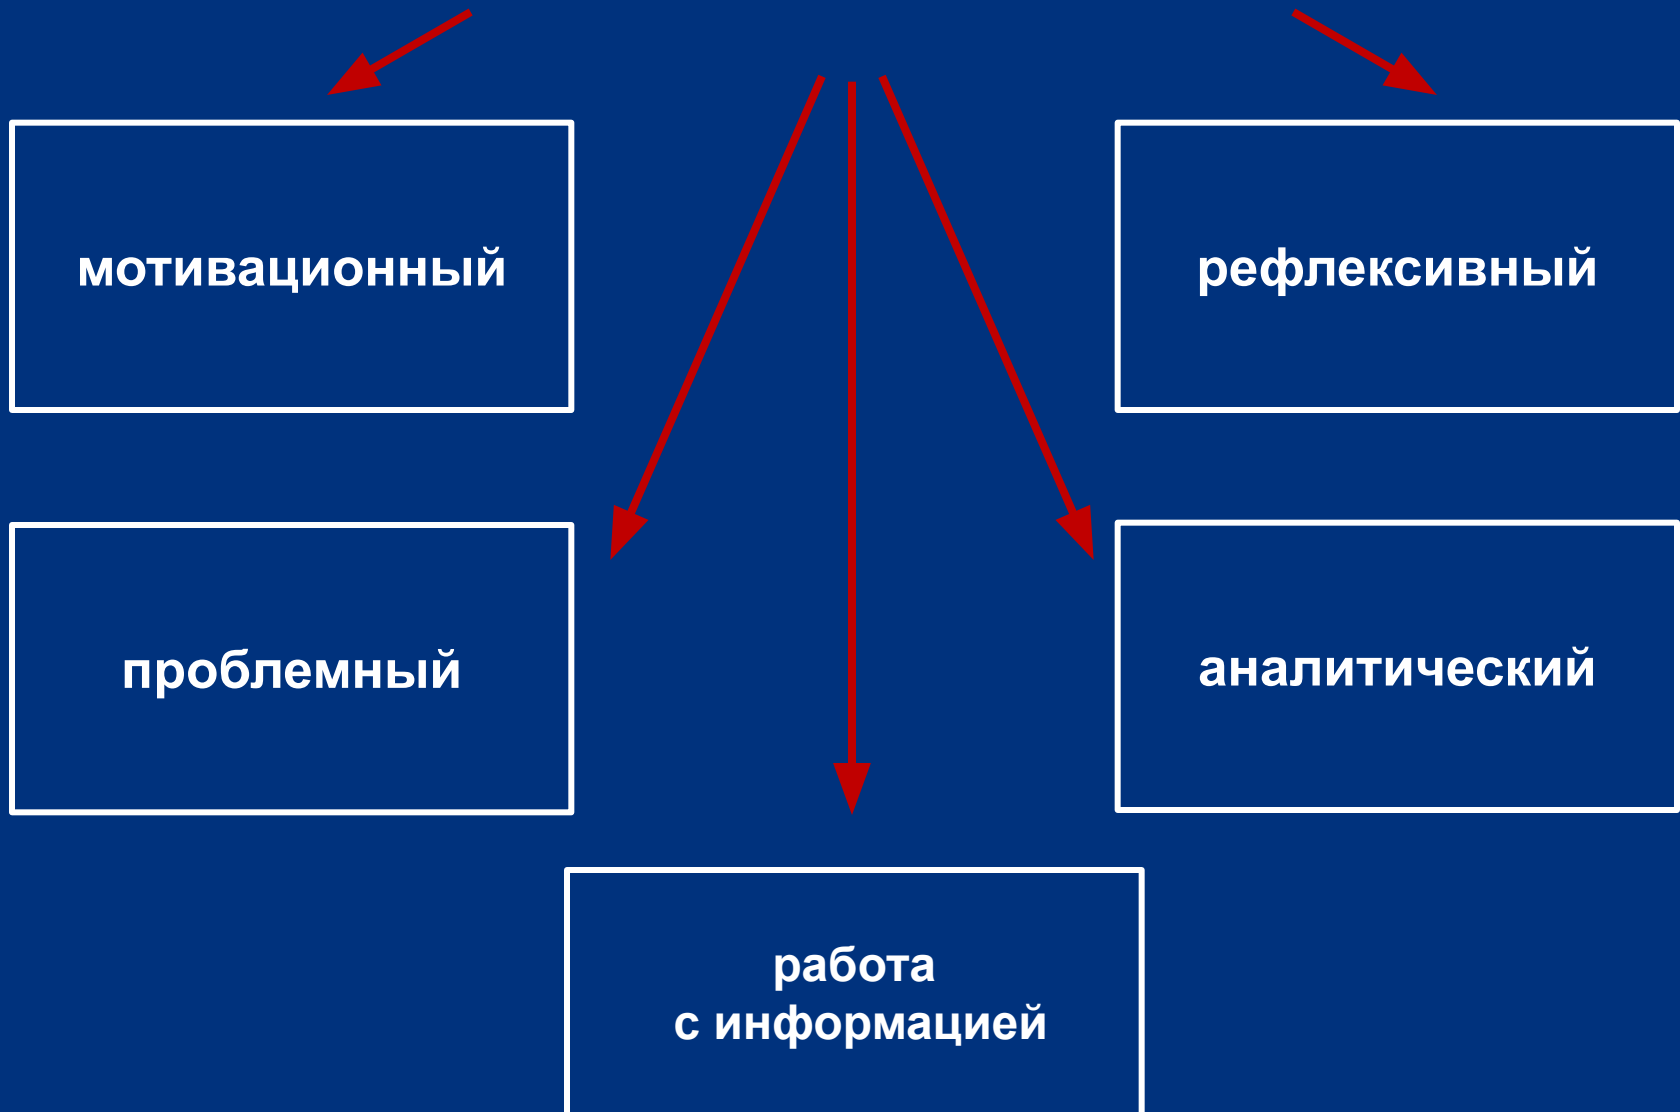 мотивационный
рефлексивный
проблемный
аналитический
работа
с информацией